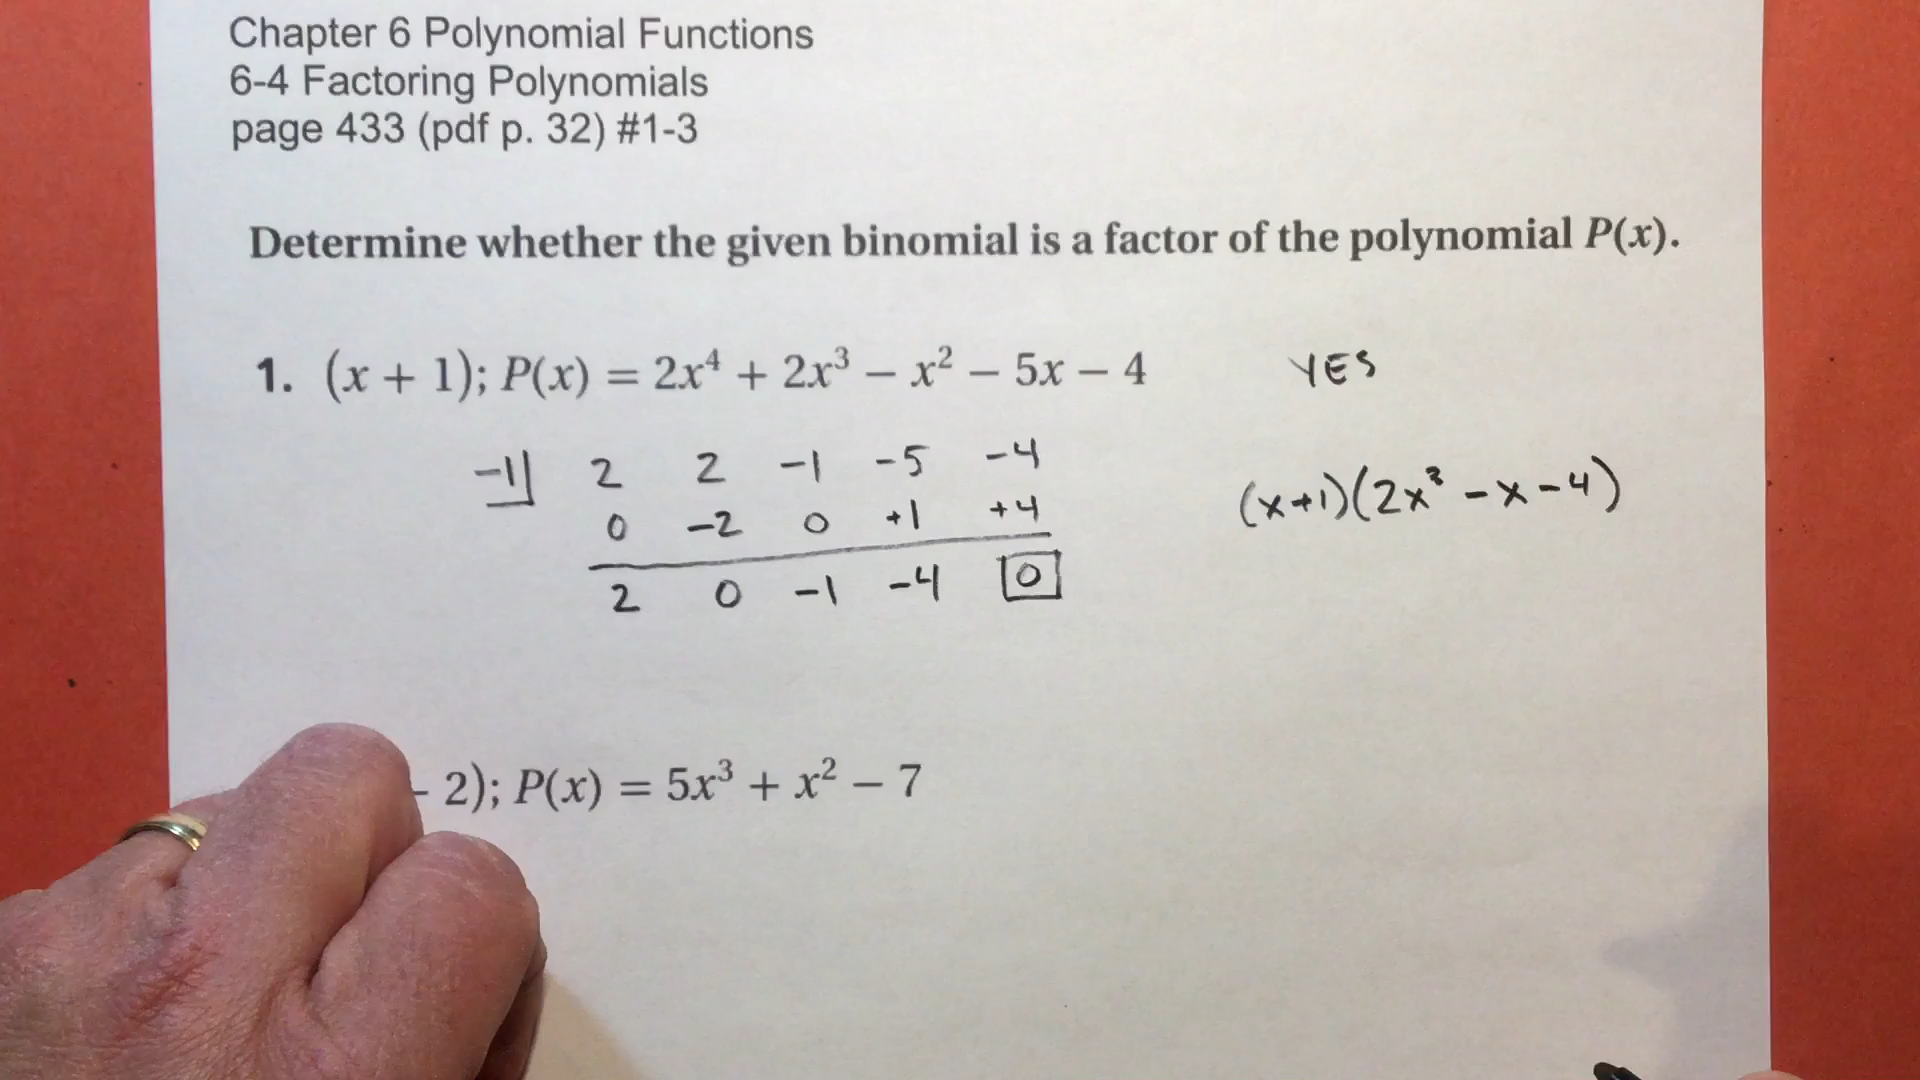 Chapter 6 Polynomial Functions
6-4 Factoring Polynomials
page 433 (pdf p. 32) #1-3
Determine whether the given binomial is a factor of the polynomial P(x).
1. (x + 1); P(x) = 2x⁴ + 2x³ – x² – 5x – 4 YES
-1 2 2 -1 -5 -4
0 -2 0 +1 +4 (x+1)(2x³ -x-4)
2 0 -1 -4 0
– 2); P(x) = 5x³ + x² – 7